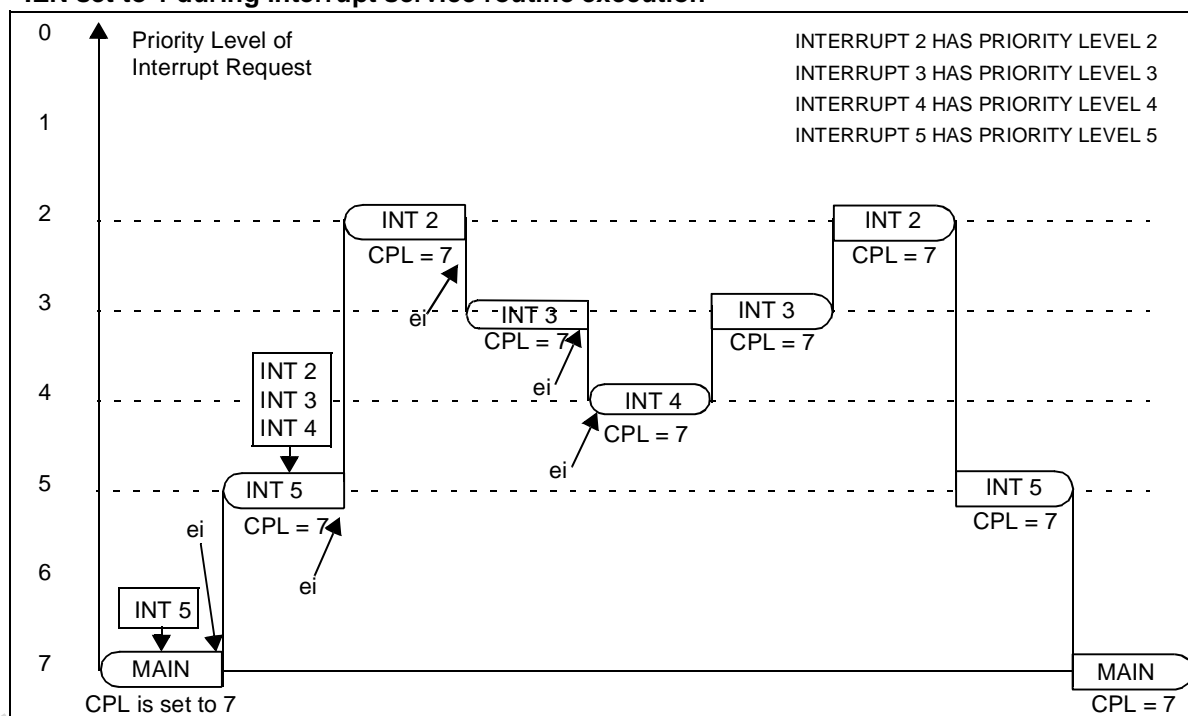 IEN set to 1 during interrupt service routine execution
0
Priority Level of
Interrupt Request
INTERRUPT 2 HAS PRIORITY LEVEL 2
INTERRUPT 3 HAS PRIORITY LEVEL 3
INTERRUPT 4 HAS PRIORITY LEVEL 4
INTERRUPT 5 HAS PRIORITY LEVEL 5
1
2
INT 2
CPL = 7
INT 2
CPL = 7
3
ei
INT 3
CPL = 7
INT 3
CPL = 7
INT 2
INT 3
INT 4
4
ei
INT 4
CPL = 7
ei
5
INT 5
CPL = 7
INT 5
CPL = 7
ei
ei
6
INT 5
7
MAIN
CPL is set to 7
MAIN
CPL = 7